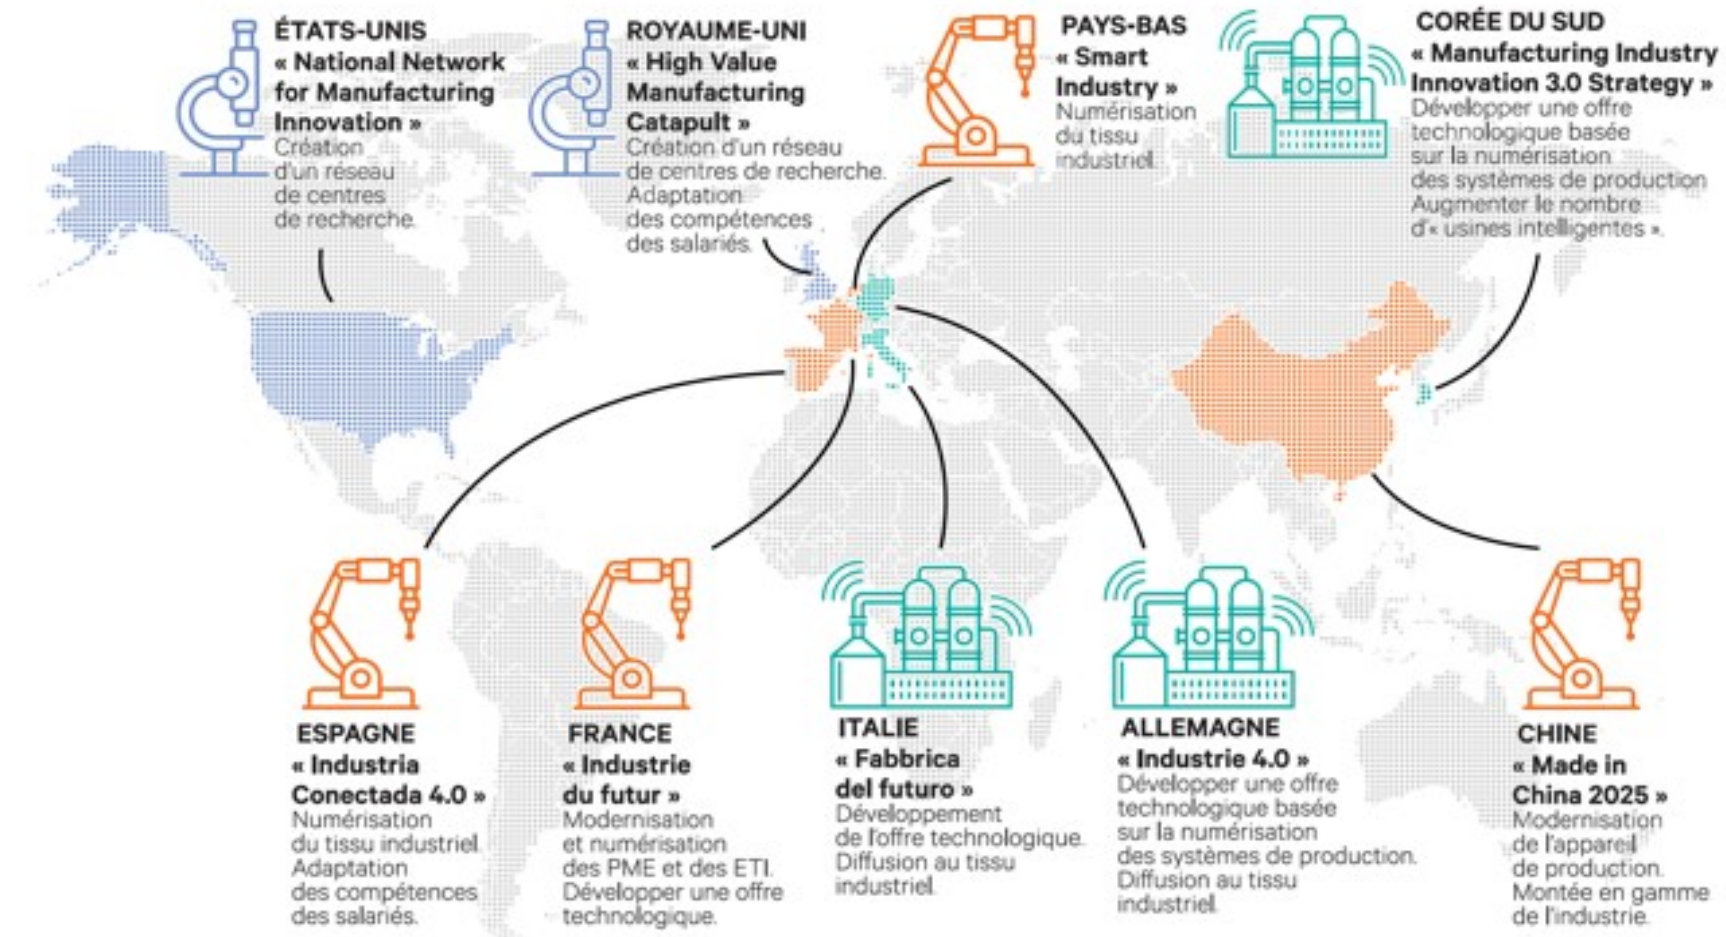 ÉTATS-UNIS
« National Network
for Manufacturing
Innovation »
Création
d'un réseau
de centres
de recherche.
ROYAUME-UNI
« High Value
Manufacturing
Catapult »
Création d'un réseau
de centres de recherche.
Adaptation
des compétences
des salariés.
PAYS-BAS
« Smart
Industry »
Numérisation
du tissu
industriel
CORÉE DU SUD
« Manufacturing Industry
Innovation 3.0 Strategy »
Développer une offre
technologique basée
sur la numérisation
des systèmes de production
Augmenter le nombre
d'« usines intelligentes ».
ESPAGNE
« Industria
Conectada 4.0 »
Numérisation
du tissu industriel
Adaptation
des compétences
des salariés.
FRANCE
« Industrie
du futur »
Modernisation
et numérisation
des PME et des ETI.
Développer une offre
technologique.
ITALIE
« Fabbrica
del futuro »
Développement
de l'offre technologique.
Diffusion au tissu
industriel.
ALLEMAGNE
« Industrie 4.0 »
Développer une offre
technologique basée
sur la numérisation
des systèmes de production.
Diffusion au tissu
industriel.
CHINE
« Made in
China 2025 »
Modernisation
de l'appareil
de production.
Montée en gamme
de l'industrie.